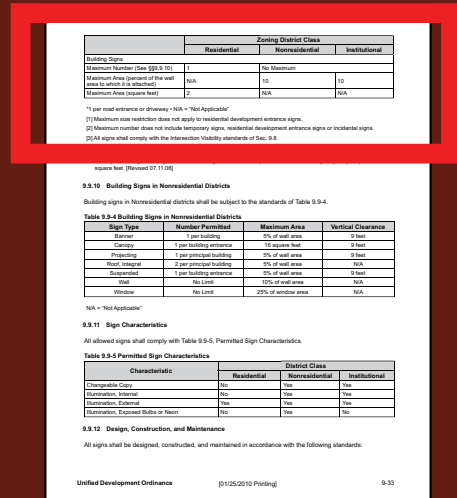 Zoning District Class
Residential Nonresidential Institutional
Building Signs
Maximum Number (See §§9.9.10) 1 No Maximum
Maximum Area (percent of the wall area to which it is attached) N/A 10 10
Maximum Area (square feet) 2 N/A N/A
*1 per road entrance or driveway • N/A = "Not Applicable"
[1] Maximum size restriction does not apply to residential development entrance signs.
[2] Maximum number does not include temporary signs, residential development entrance signs or incidental signs.
[3] All signs shall comply with the Intersection Visibility standards of Sec. 9.8.
square feet. [Revised 07.11.06]
9.9.10 Building Signs in Nonresidential Districts
Building signs in Nonresidential districts shall be subject to the standards of Table 9.9-4.
Table 9.9-4 Building Signs in Nonresidential Districts
Sign Type Number Permitted Maximum Area Vertical Clearance
Banner 1 per building 5% of wall area 9 feet
Canopy 1 per building entrance 16 square feet 9 feet
Projecting 1 per principal building 5% of wall area 9 feet
Roof, Integral 2 per principal building 5% of wall area N/A
Suspended 1 per building entrance 5% of wall area 9 feet
Wall No Limit 10% of wall area N/A
Window No Limit 25% of window area N/A
N/A = "Not Applicable"
9.9.11 Sign Characteristics
All allowed signs shall comply with Table 9.9-5, Permitted Sign Characteristics.
Table 9.9-5 Permitted Sign Characteristics
Characteristic District Class
Residential Nonresidential Institutional
Changeable Copy No Yes Yes
Illumination, Internal No Yes Yes
Illumination, External Yes Yes Yes
Illumination, Exposed Bulbs or Neon No Yes No
9.9.12 Design, Construction, and Maintenance
All signs shall be designed, constructed, and maintained in accordance with the following standards:
Unified Development Ordinance [01/25/2010 Printing] 9-33